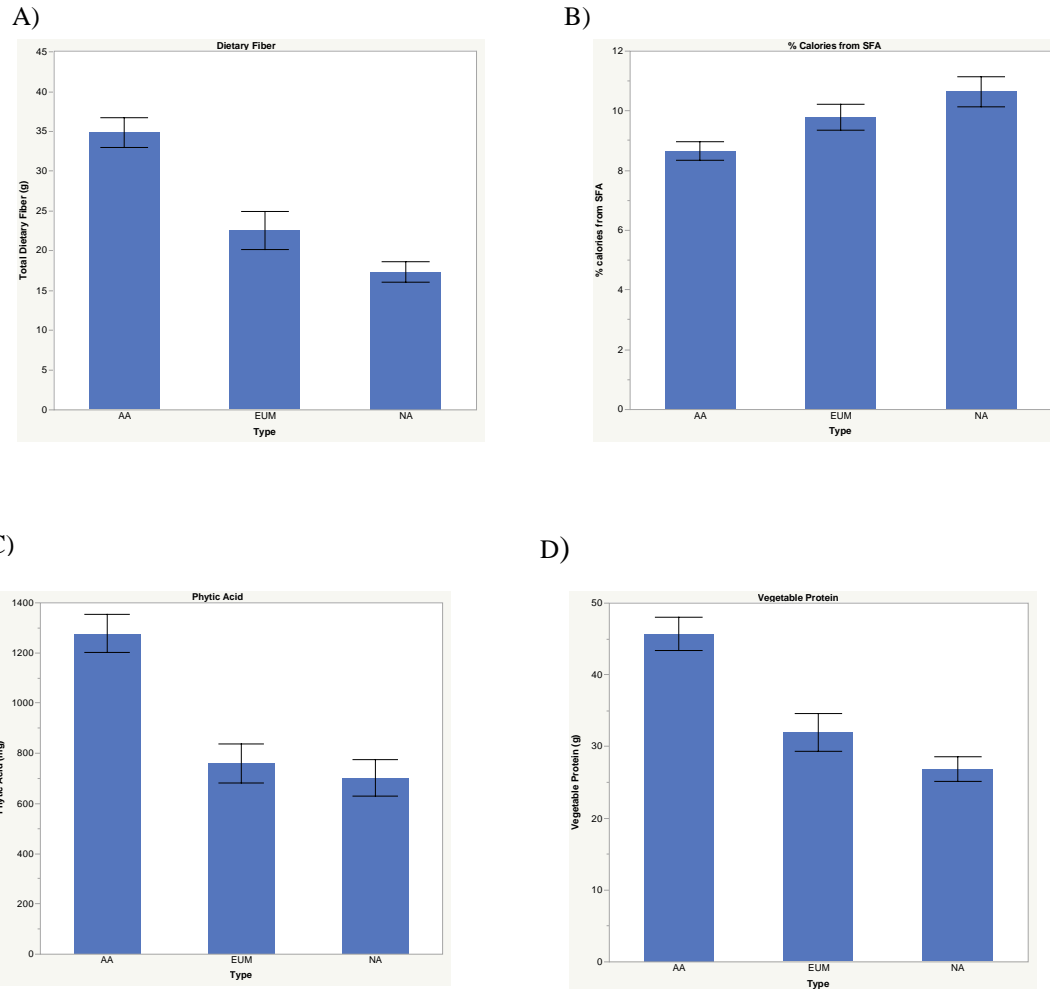 A)
Dietary Fiber
Total Dietary Fiber (g)
45
40
35
30
25
20
15
10
5
0
AA EUM NA
Type
B)
% Calories from SFA
% calories from SFA
12
10
8
6
4
2
0
AA EUM NA
Type
C)
Phytic Acid
Phytic Acid (mg)
1400
1200
1000
800
600
400
200
0
AA EUM NA
Type
D)
Vegetable Protein
Vegetable Protein (g)
50
40
30
20
10
0
AA EUM NA
Type